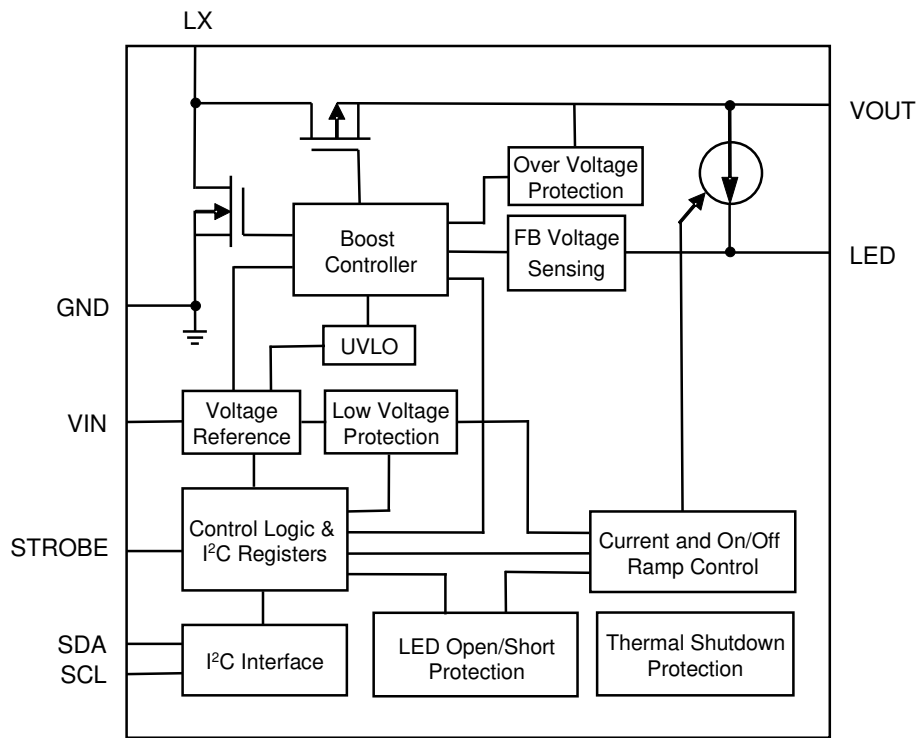 LX
VOUT
Over Voltage
Protection
Boost
Controller
FB Voltage
Sensing
LED
GND
UVLO
VIN
Voltage
Reference
Low Voltage
Protection
STROBE
Control Logic &
I²C Registers
Current and On/Off
Ramp Control
SDA
SCL
I²C Interface
LED Open/Short
Protection
Thermal Shutdown
Protection